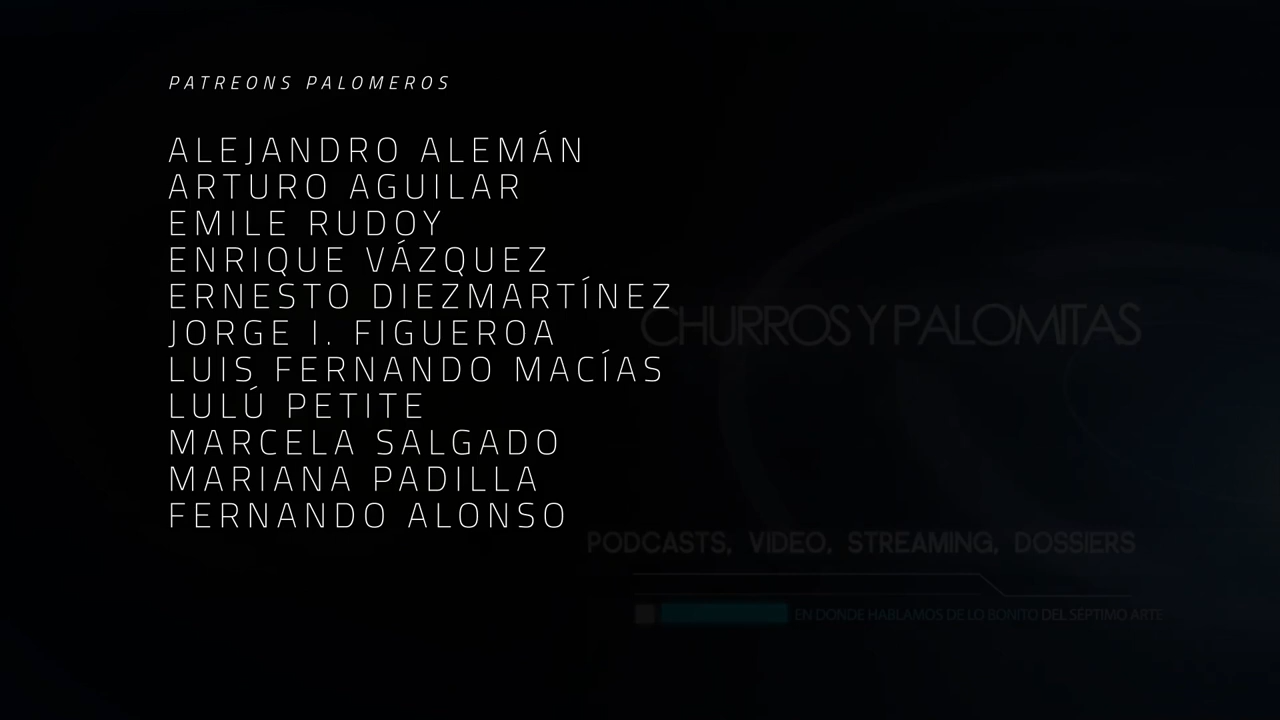 PATREONS PALOMEROS
ALEJANDRO ALEMÁN
ARTURO AGUILAR
EMILE RUDOY
ENRIQUE VÁZQUEZ
ERNESTO DIEZMARTÍNEZ
JORGE I. FIGUEROA
LUIS FERNANDO MACÍAS
LULÚ PETITE
MARCELA SALGADO
MARIANA PADILLA
FERNANDO ALONSO
CHURROS Y PALOMITAS
PODCASTS, VIDEO, STREAMING, DOSSIERS
EN DONDE HABLAMOS DE LO BONITO DEL SEPTIMO ARTE